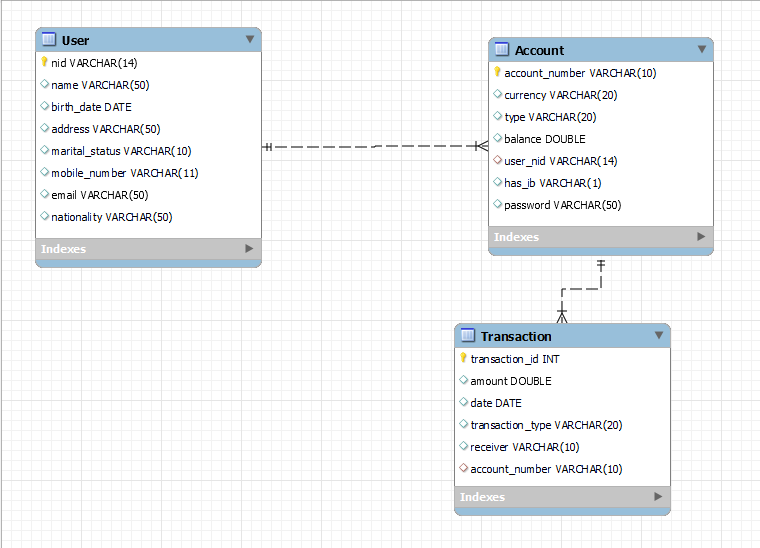 User
nid VARCHAR(14)
name VARCHAR(50)
birth_date DATE
address VARCHAR(50)
marital_status VARCHAR(10)
mobile_number VARCHAR(11)
email VARCHAR(50)
nationality VARCHAR(50)
Indexes
Account
account_number VARCHAR(10)
currency VARCHAR(20)
type VARCHAR(20)
balance DOUBLE
user_nid VARCHAR(14)
has_ib VARCHAR(1)
password VARCHAR(50)
Indexes
Transaction
transaction_id INT
amount DOUBLE
date DATE
transaction_type VARCHAR(20)
receiver VARCHAR(10)
account_number VARCHAR(10)
Indexes